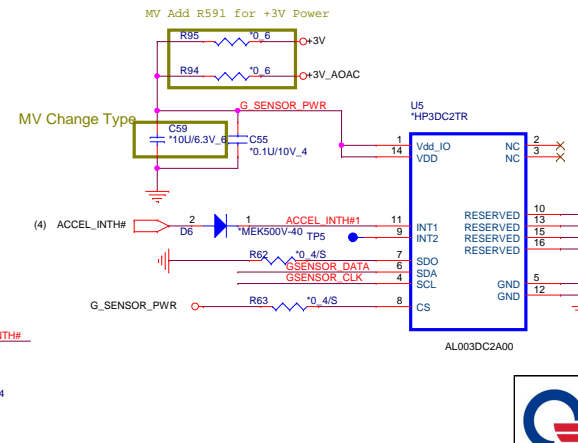 MV Add R591 for +3V Power
R95
*0_6
+3V
R94
*0_6
+3V_AOAC
G_SENSOR_PWR
U5
*HP3DC2TR
MV Change Type
C59
*10U/6.3V_6
C55
*0.1U/10V_4
1
Vdd_IO
14
VDD
NC
2
NC
3
(4)
ACCEL_INTH#
2
D6
1
*MEK500V-40
ACCEL_INTH#1
TP5
11
INT1
9
INT2
RESERVED
10
RESERVED
13
RESERVED
15
RESERVED
16
R62
*0_4/S
7
SDO
GSENSOR_DATA
6
SDA
GSENSOR_CLK
4
SCL
GND
5
GND
12
G_SENSOR_PWR
R63
*0_4/S
8
CS
AL003DC2A00
NTH#
4